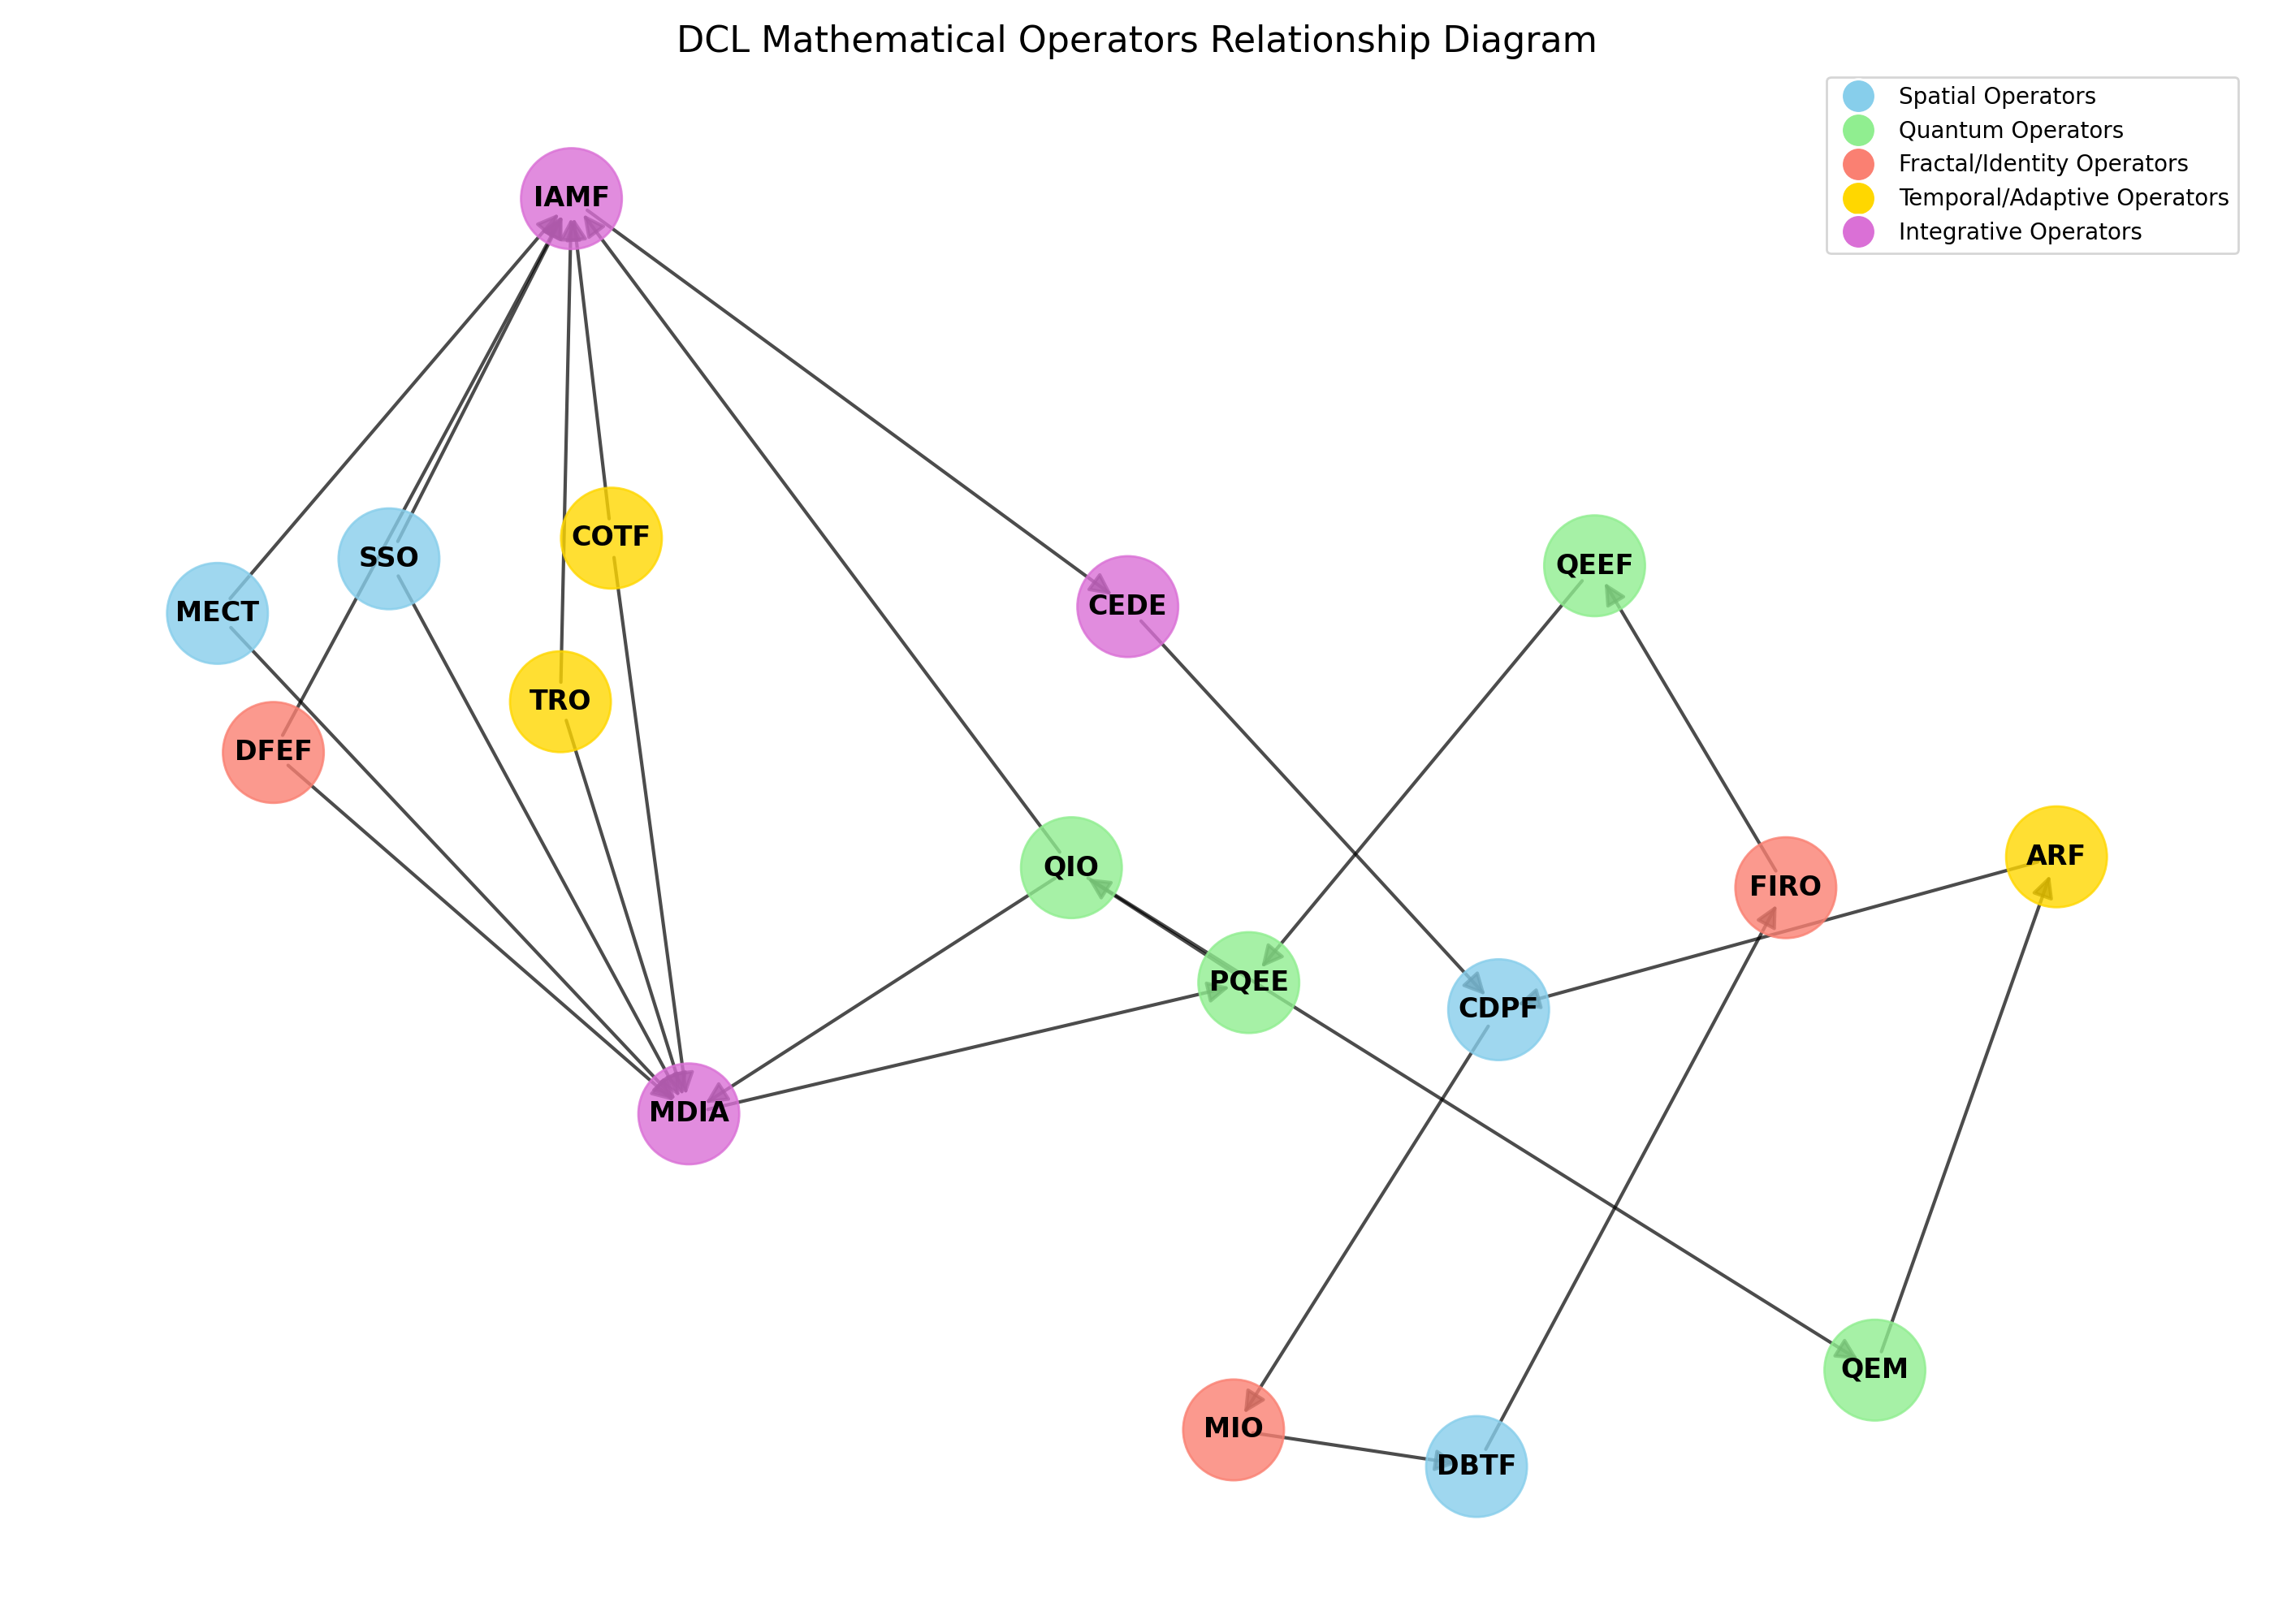 DCL Mathematical Operators Relationship Diagram
Spatial Operators
Quantum Operators
Fractal/Identity Operators
Temporal/Adaptive Operators
Integrative Operators
IAMF
COTF
SSO
QEEF
CEDE
MECT
TRO
DFEF
ARF
QIO
FIRO
PQEE
CDPF
MDIA
QEM
MIO
DBTF